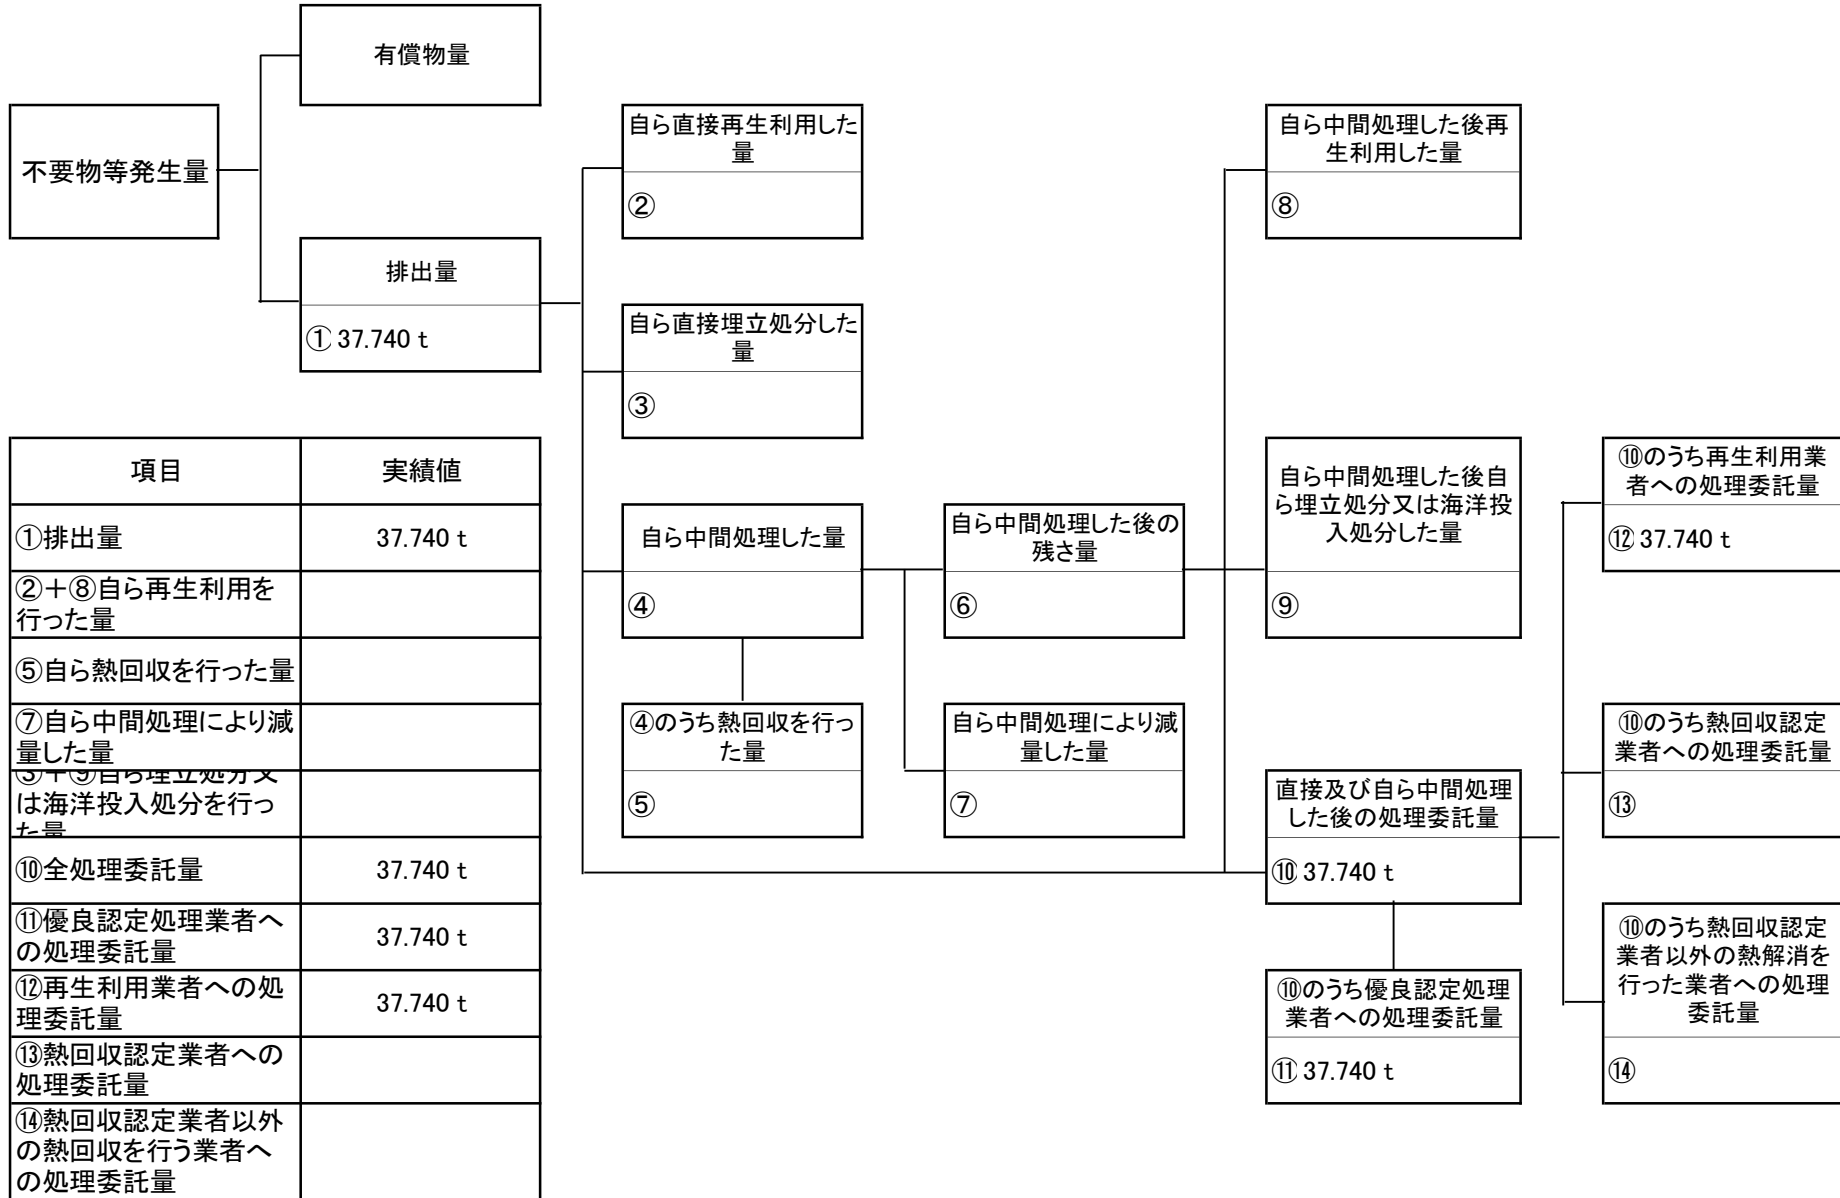 有償物量
不要物等発生量
排出量
① 37.740 t
自ら直接再生利用した
量
②
自ら直接埋立処分した
量
③
自ら中間処理した量
④
④のうち熱回収を行っ
た量
⑤
自ら中間処理した後の
残さ量
⑥
自ら中間処理により減
量した量
⑦
自ら中間処理した後再
生利用した量
⑧
自ら中間処理した後自
ら埋立処分又は海洋投
入処分した量
⑨
直接及び自ら中間処理
した後の処理委託量
⑩ 37.740 t
⑩のうち優良認定処理
業者への処理委託量
⑪ 37.740 t
⑩のうち再生利用業
者への処理委託量
⑫ 37.740 t
⑩のうち熱回収認定
業者への処理委託量
⑬
⑩のうち熱回収認定
業者以外の熱解消を
行った業者への処理
委託量
⑭
項目 実績値
①排出量 37.740 t
②+⑧自ら再生利用を
行った量
⑤自ら熱回収を行った量
⑦自ら中間処理により減
量した量
③+⑨自ら埋立処分又
は海洋投入処分を行っ
た量
⑩全処理委託量 37.740 t
⑪優良認定処理業者へ
の処理委託量 37.740 t
⑫再生利用業者への処
理委託量 37.740 t
⑬熱回収認定業者への
処理委託量
⑭熱回収認定業者以外
の熱回収を行う業者へ
の処理委託量